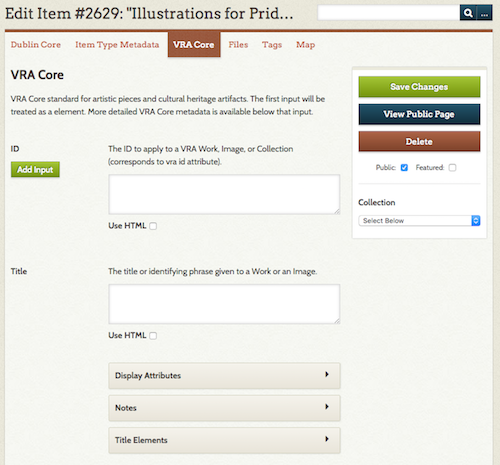 Edit Item #2629: "Illustrations for Prid...
...
Dublin Core
Item Type Metadata
VRA Core
Files
Tags
Map
VRA Core
VRA Core standard for artistic pieces and cultural heritage artifacts. The first input will be
treated as a element. More detailed VRA Core metadata is available below that input.
Save Changes
View Public Page
Delete
Public:
Featured:
Collection
Select Below
ID
Add Input
The ID to apply to a VRA Work, Image, or Collection
(corresponds to vra id attribute).
Use HTML
Title
The title or identifying phrase given to a Work or an Image.
Use HTML
Display Attributes
Notes
Title Elements